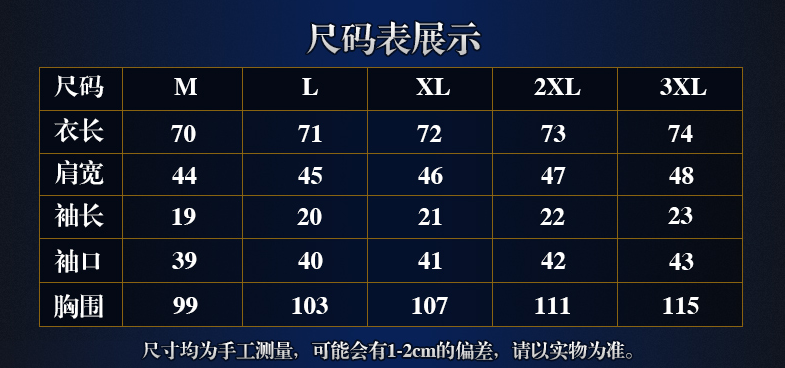 尺码表展示
尺码 M L XL 2XL 3XL
衣长 70 71 72 73 74
肩宽 44 45 46 47 48
袖长 19 20 21 22 23
袖口 39 40 41 42 43
胸围 99 103 107 111 115
尺寸均为手工测量，可能会有1-2cm的偏差，请以实物为准。